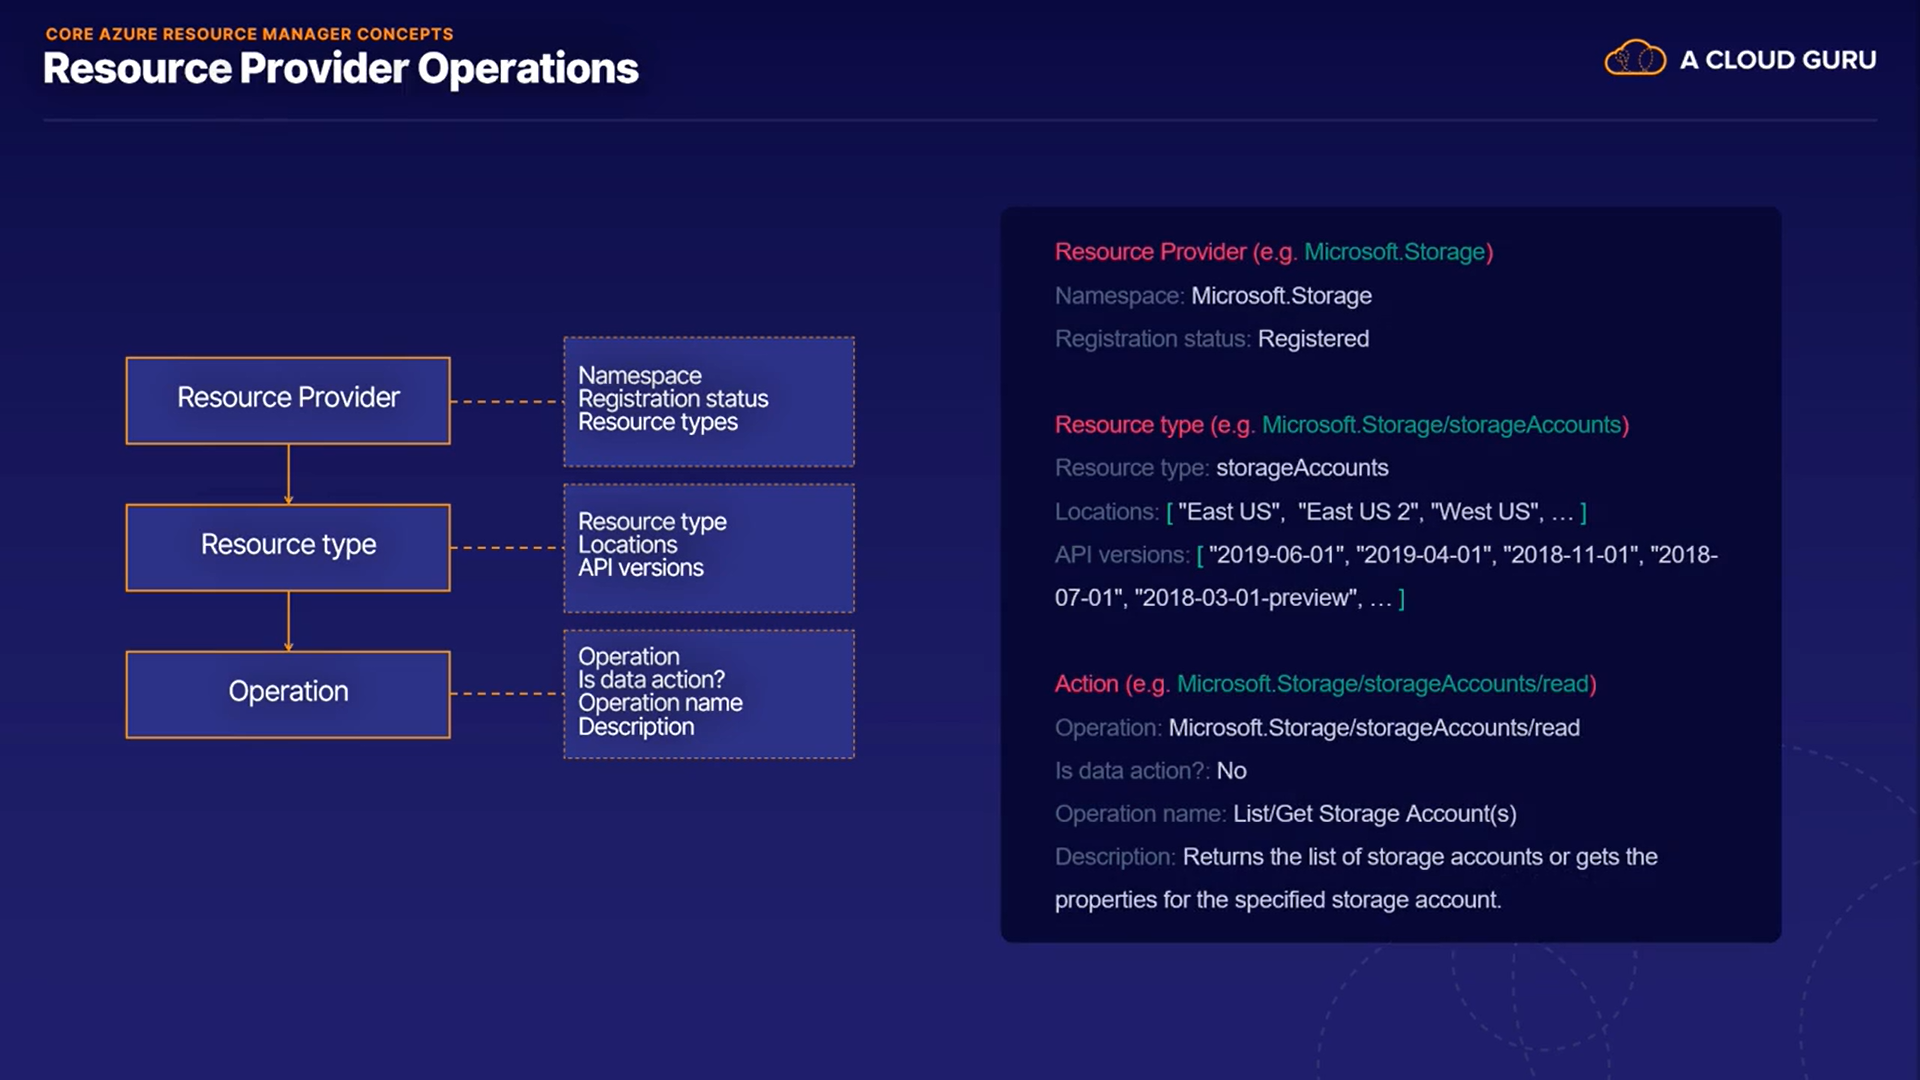 CORE AZURE RESOURCE MANAGER CONCEPTS
Resource Provider Operations
A CLOUD GURU
Resource Provider
Namespace
Registration status
Resource types
Resource type
Resource type
Locations
API versions
Operation
Operation
Is data action?
Operation name
Description
Resource Provider (e.g. Microsoft.Storage)
Namespace: Microsoft.Storage
Registration status: Registered
Resource type (e.g. Microsoft.Storage/storageAccounts)
Resource type: storageAccounts
Locations: [ "East US",  "East US 2", "West US", … ]
API versions: [ "2019-06-01", "2019-04-01", "2018-11-01", "2018-
07-01", "2018-03-01-preview", … ]
Action (e.g. Microsoft.Storage/storageAccounts/read)
Operation: Microsoft.Storage/storageAccounts/read
Is data action?: No
Operation name: List/Get Storage Account(s)
Description: Returns the list of storage accounts or gets the
properties for the specified storage account.